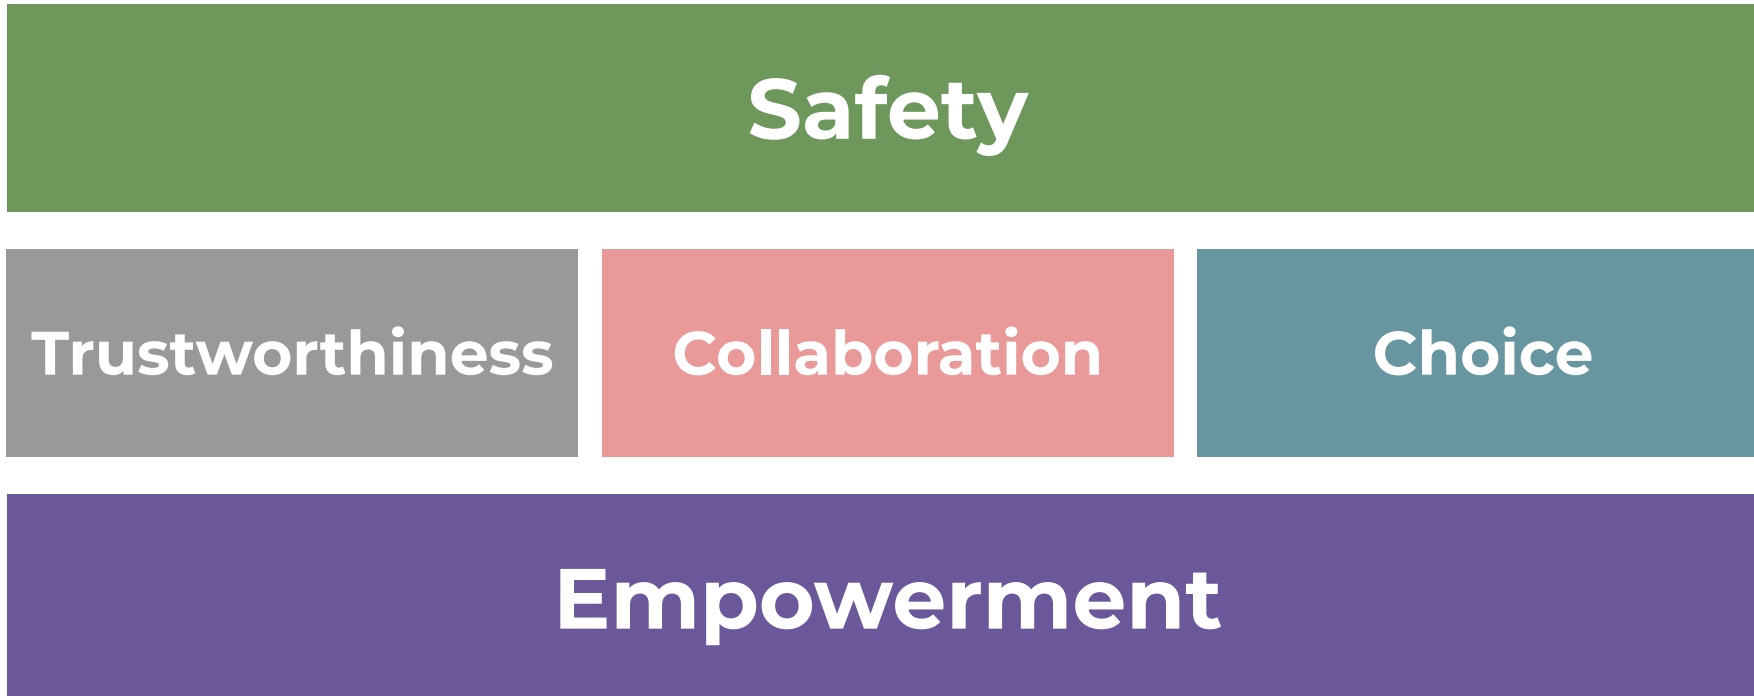 Safety
Trustworthiness
Collaboration
Choice
Empowerment